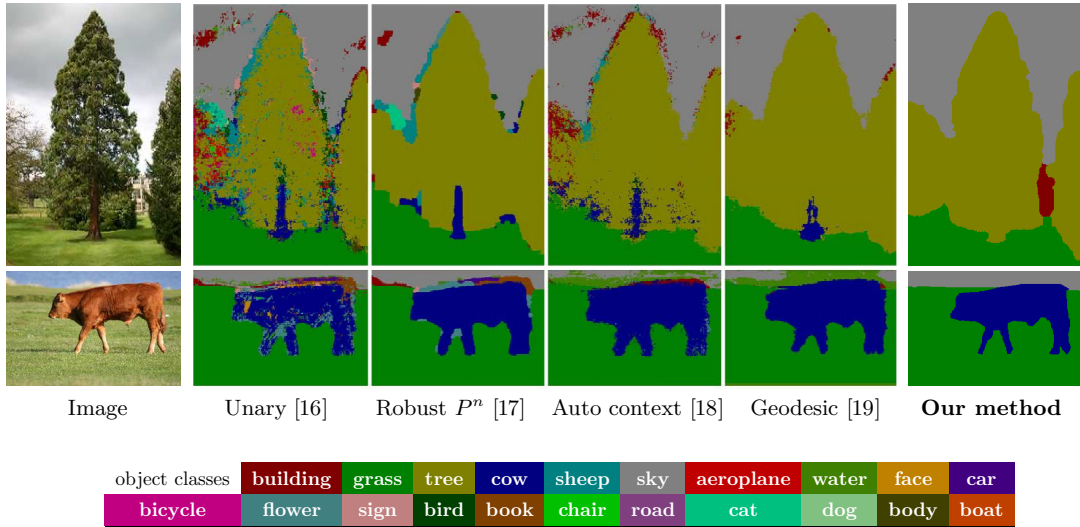 Image Unary [16] Robust Pⁿ [17] Auto context [18] Geodesic [19] Our method
object classes building grass tree cow sheep sky aeroplane water face car
bicycle flower sign bird book chair road cat dog body boat